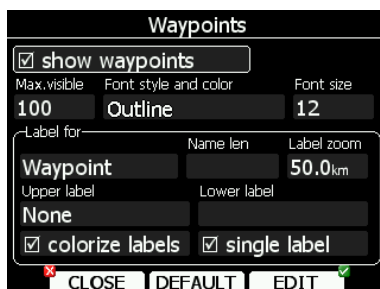 Waypoints
show waypoints
Max.visible Font style and color Font size
100 Outline 12
Label for
Name len Label zoom
Waypoint 50.0km
Upper label Lower label
None
colorize labels single label
CLOSE DEFAULT EDIT